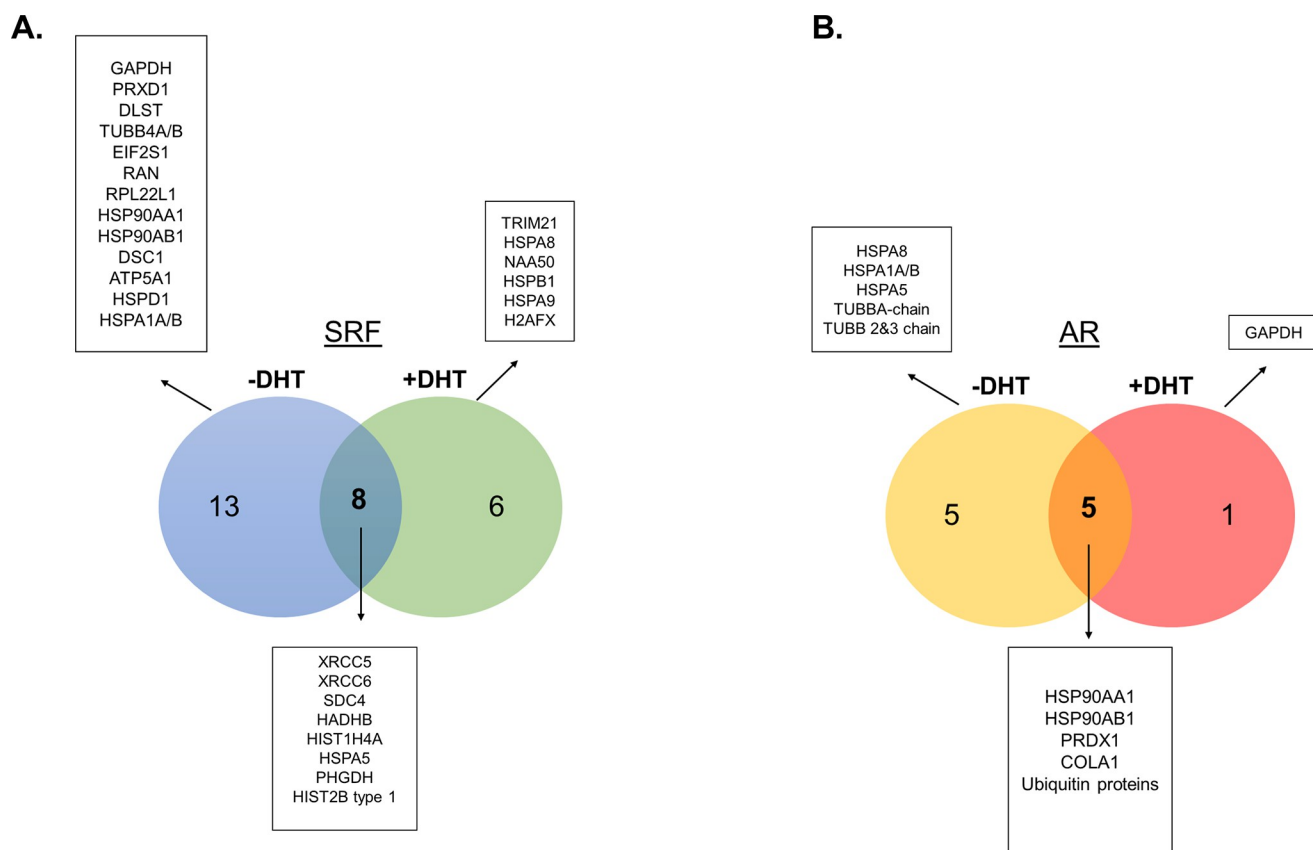 A.
GAPDH
PRXD1
DLST
TUBB4A/B
EIF2S1
RAN
RPL22L1
HSP90AA1
HSP90AB1
DSC1
ATP5A1
HSPD1
HSPA1A/B
TRIM21
HSPA8
NAA50
HSPB1
HSPA9
H2AFX
SRF
-DHT
+DHT
13
8
6
XRCC5
XRCC6
SDC4
HADHB
HIST1H4A
HSPA5
PHGDH
HIST2B type 1
B.
HSPA8
HSPA1A/B
HSPA5
TUBBA-chain
TUBB 2&3 chain
GAPDH
AR
-DHT
+DHT
5
5
1
HSP90AA1
HSP90AB1
PRDX1
COLA1
Ubiquitin proteins